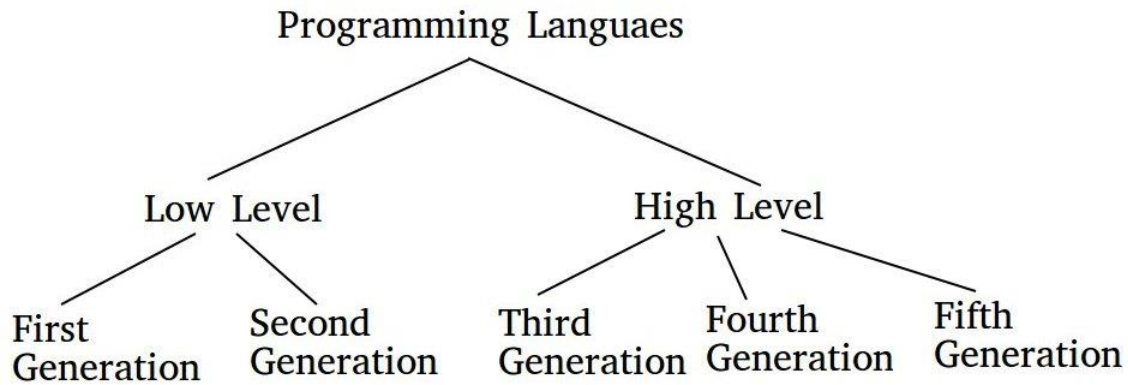 Programming Languaes
Low Level
High Level
First
Generation
Second
Generation
Third
Generation
Fourth
Generation
Fifth
Generation